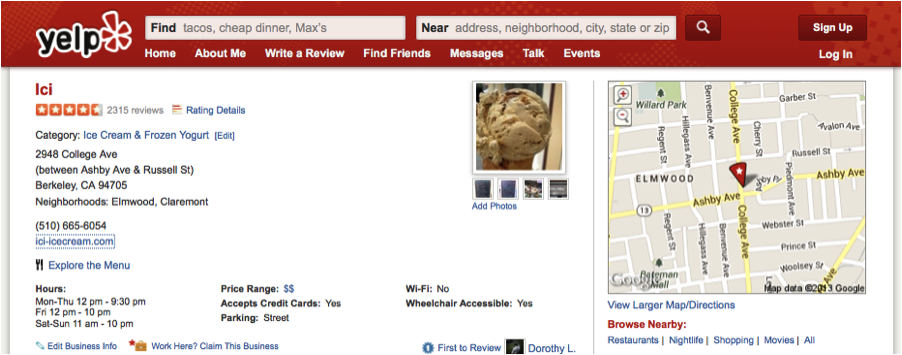 yelp
Find tacos, cheap dinner, Max's
Near address, neighborhood, city, state or zip
Sign Up
Home About Me Write a Review Find Friends Messages Talk Events
Log In
Ici
2315 reviews Rating Details
Category: Ice Cream & Frozen Yogurt [Edit]
2948 College Ave
(between Ashby Ave & Russell St)
Berkeley, CA 94705
Neighborhoods: Elmwood, Claremont
(510) 665-6054
ici-icecream.com
Explore the Menu
Hours:
Mon-Thu 12 pm - 9:30 pm
Fri 12 pm - 10 pm
Sat-Sun 11 am - 10 pm
Price Range: $$
Accepts Credit Cards: Yes
Parking: Street
Wi-Fi: No
Wheelchair Accessible: Yes
Edit Business Info Work Here? Claim This Business
First to Review Dorothy L.
Add Photos
Willard Park
Garber St
Benvenue Ave
College Ave
Cherry St
Hillegass Ave
Regent St
Avalon Ave
Russell St
ELMWOOD
Ashby Ave
Piedmont Ave
Ashby Ave
13
Webster St
Regent St
Hillegass Ave
Benvenue Ave
College Ave
Prince St
Woolsey St
Bateman
Mall
Google
Map data ©2013 Google
View Larger Map/Directions
Browse Nearby:
Restaurants | Nightlife | Shopping | Movies | All